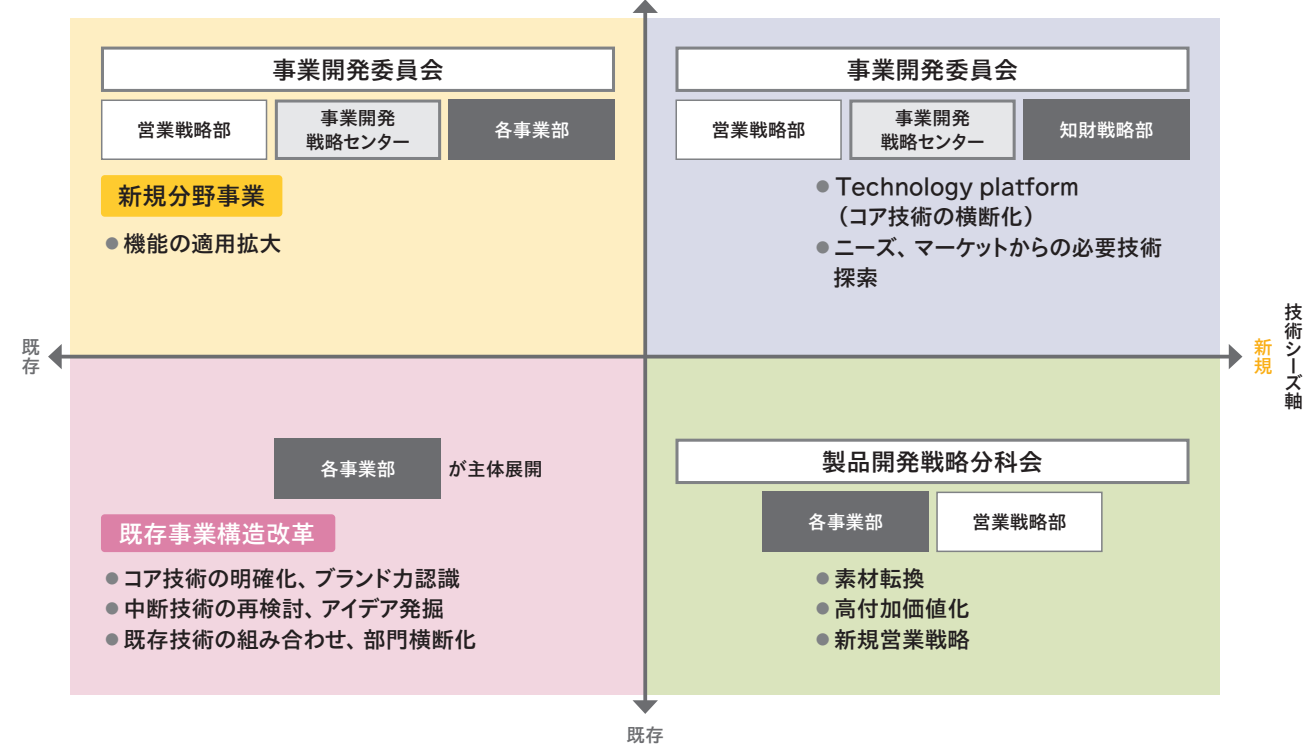 事業開発委員会
営業戦略部
事業開発
戦略センター
各事業部
新規分野事業
●機能の適用拡大
事業開発委員会
営業戦略部
事業開発
戦略センター
知財戦略部
●Technology platform
（コア技術の横断化）
●ニーズ、マーケットからの必要技術
探索
既存
新規
技術シーズ軸
各事業部
が主体展開
既存事業構造改革
●コア技術の明確化、ブランド力認識
●中断技術の再検討、アイデア発掘
●既存技術の組み合わせ、部門横断化
製品開発戦略分科会
各事業部
営業戦略部
●素材転換
●高付加価値化
●新規営業戦略
既存